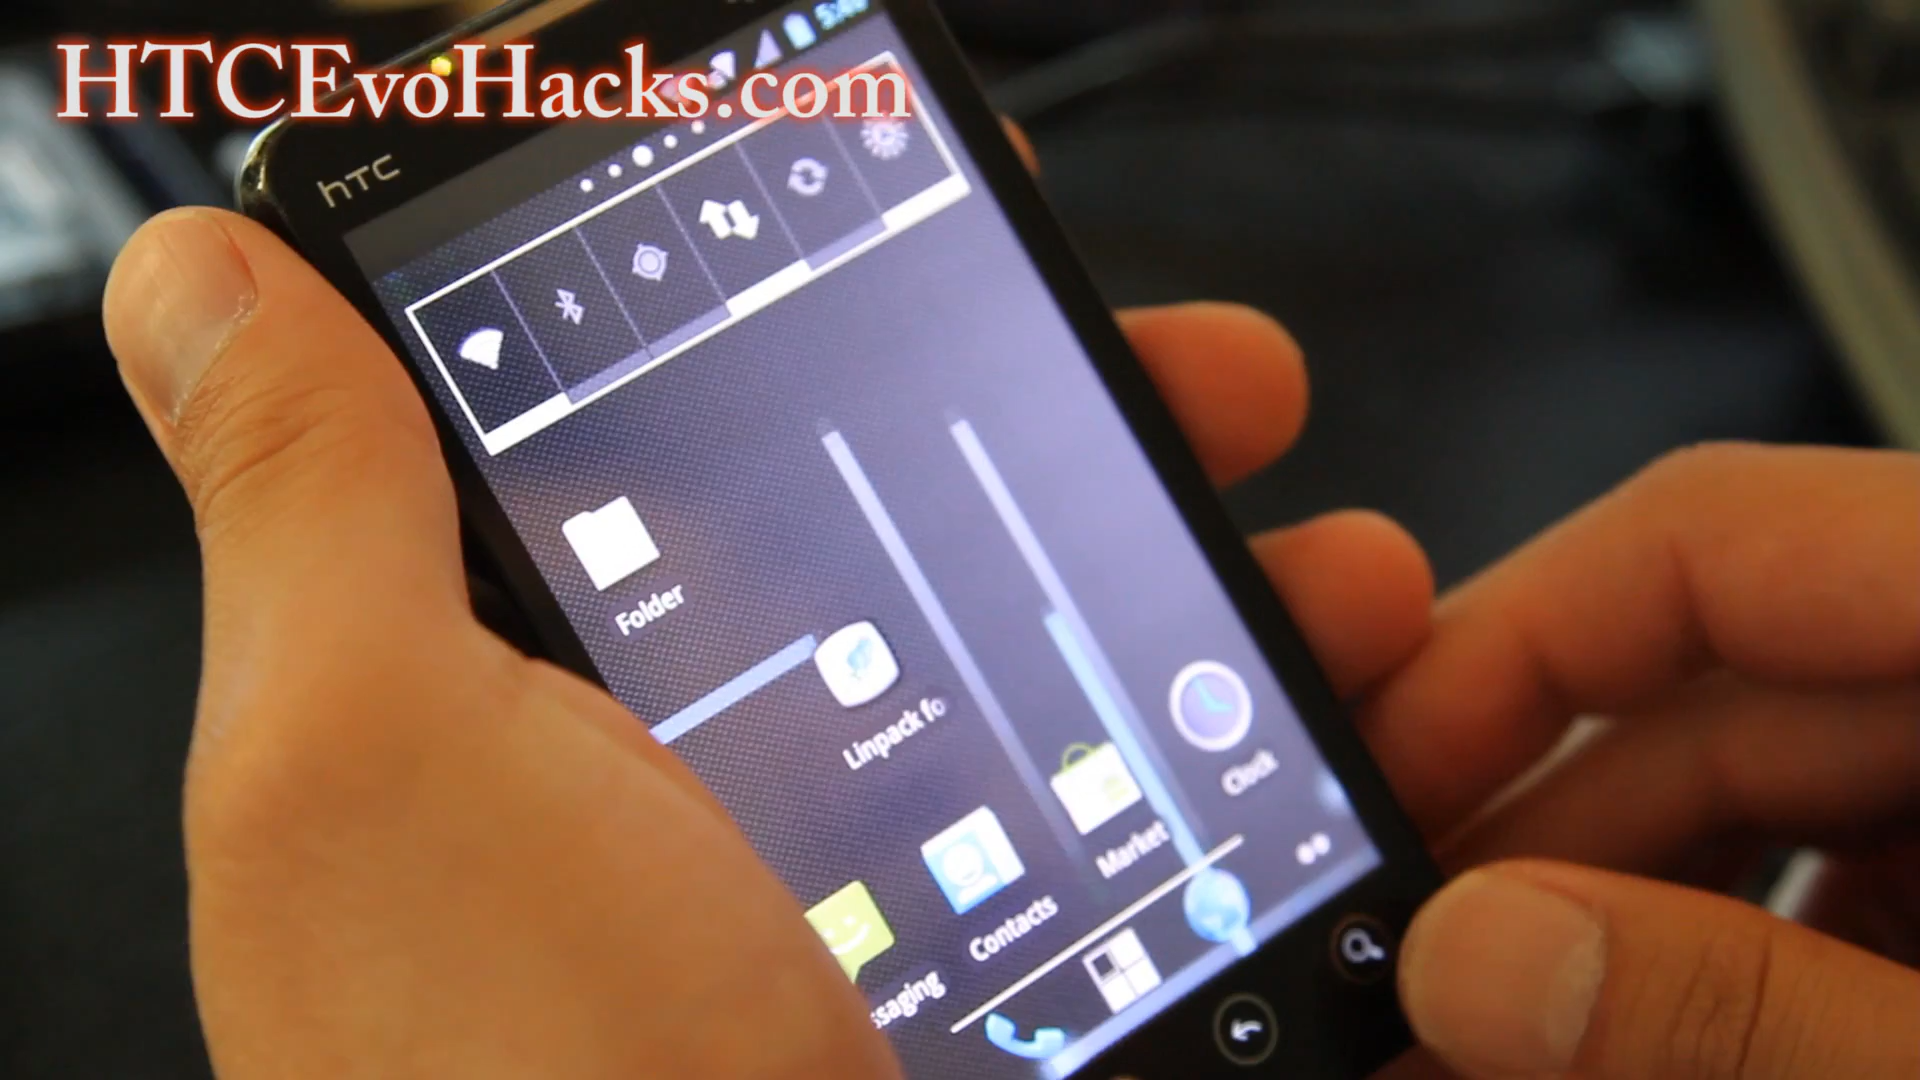 HTCEvoHacks.com
hTC
Folder
Linpack fo
Clock
Market
Contacts
ssaging